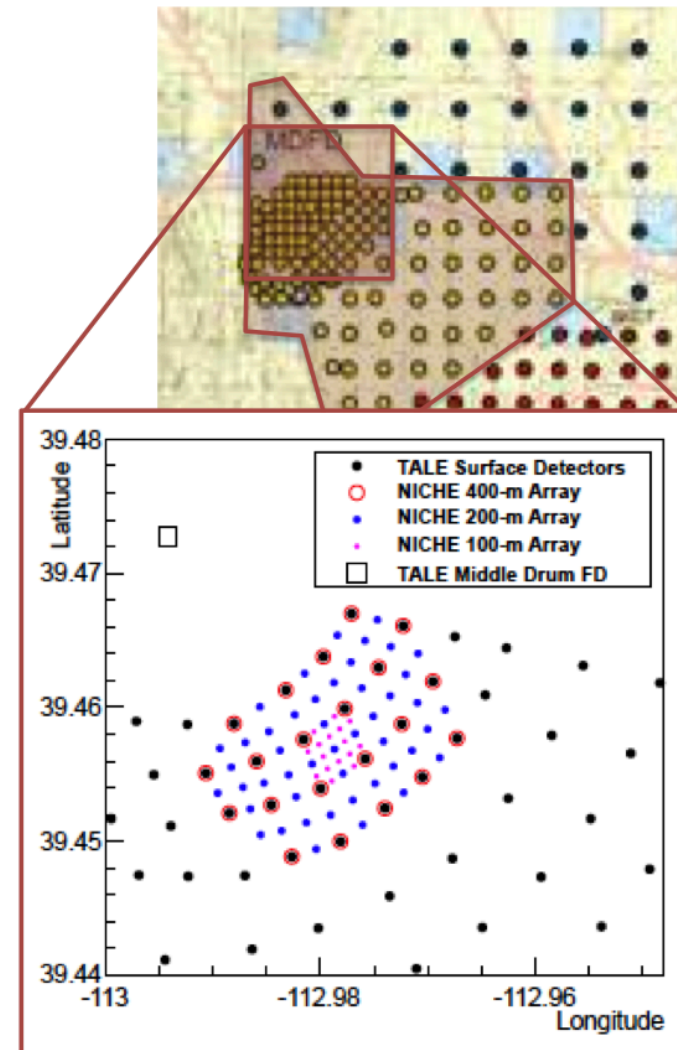 MDFD
39.48
Latitude
TALE Surface Detectors
NICHE 400-m Array
NICHE 200-m Array
NICHE 100-m Array
TALE Middle Drum FD
39.47
39.46
39.45
39.44
-113
-112.98
-112.96
Longitude